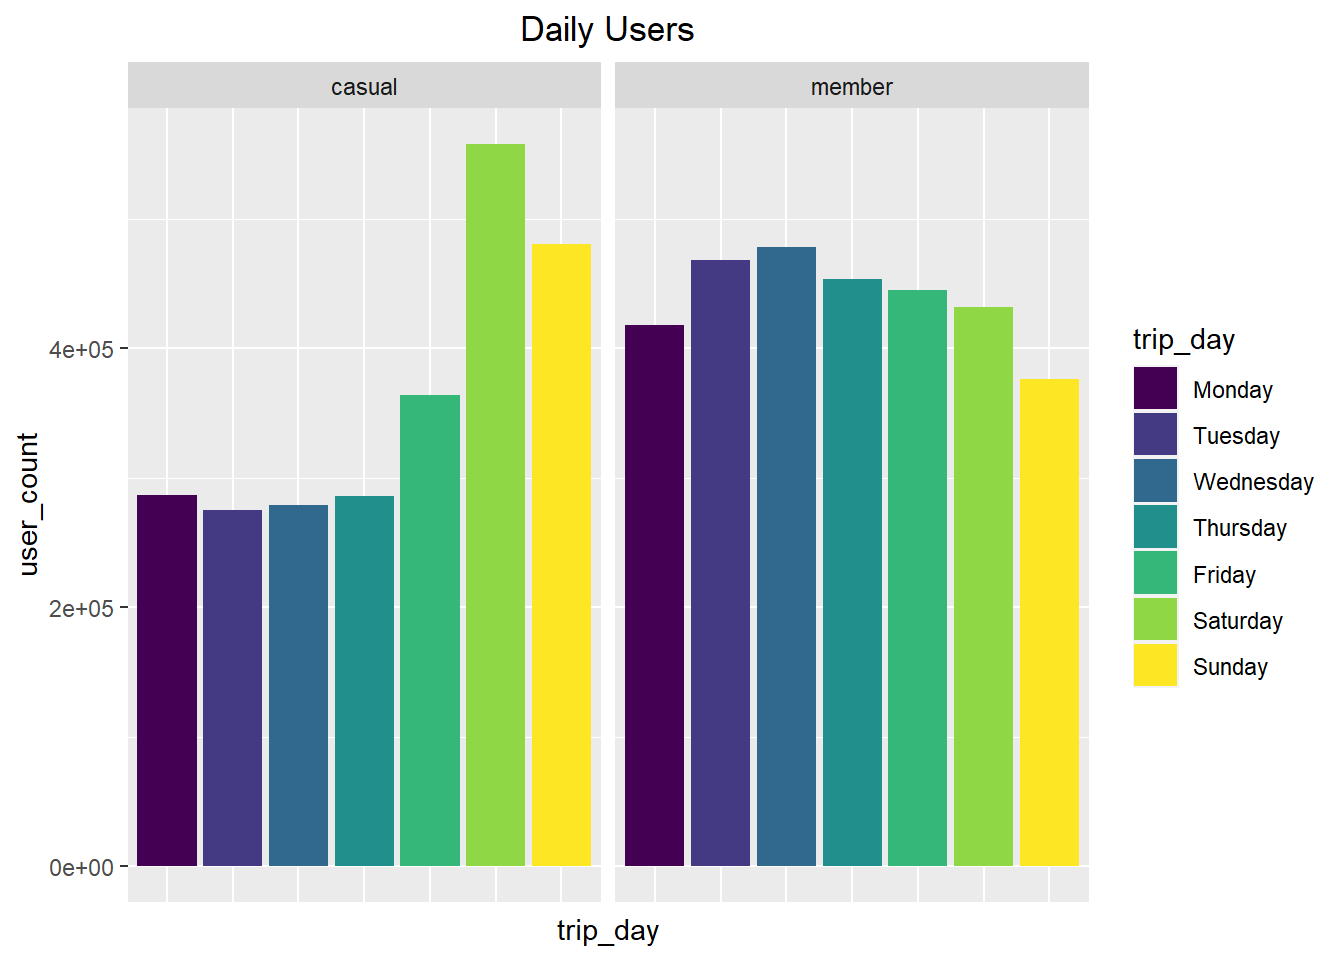 Daily Users
casual
member
4e+05
2e+05
0e+00
user_count
trip_day
trip_day
Monday
Tuesday
Wednesday
Thursday
Friday
Saturday
Sunday